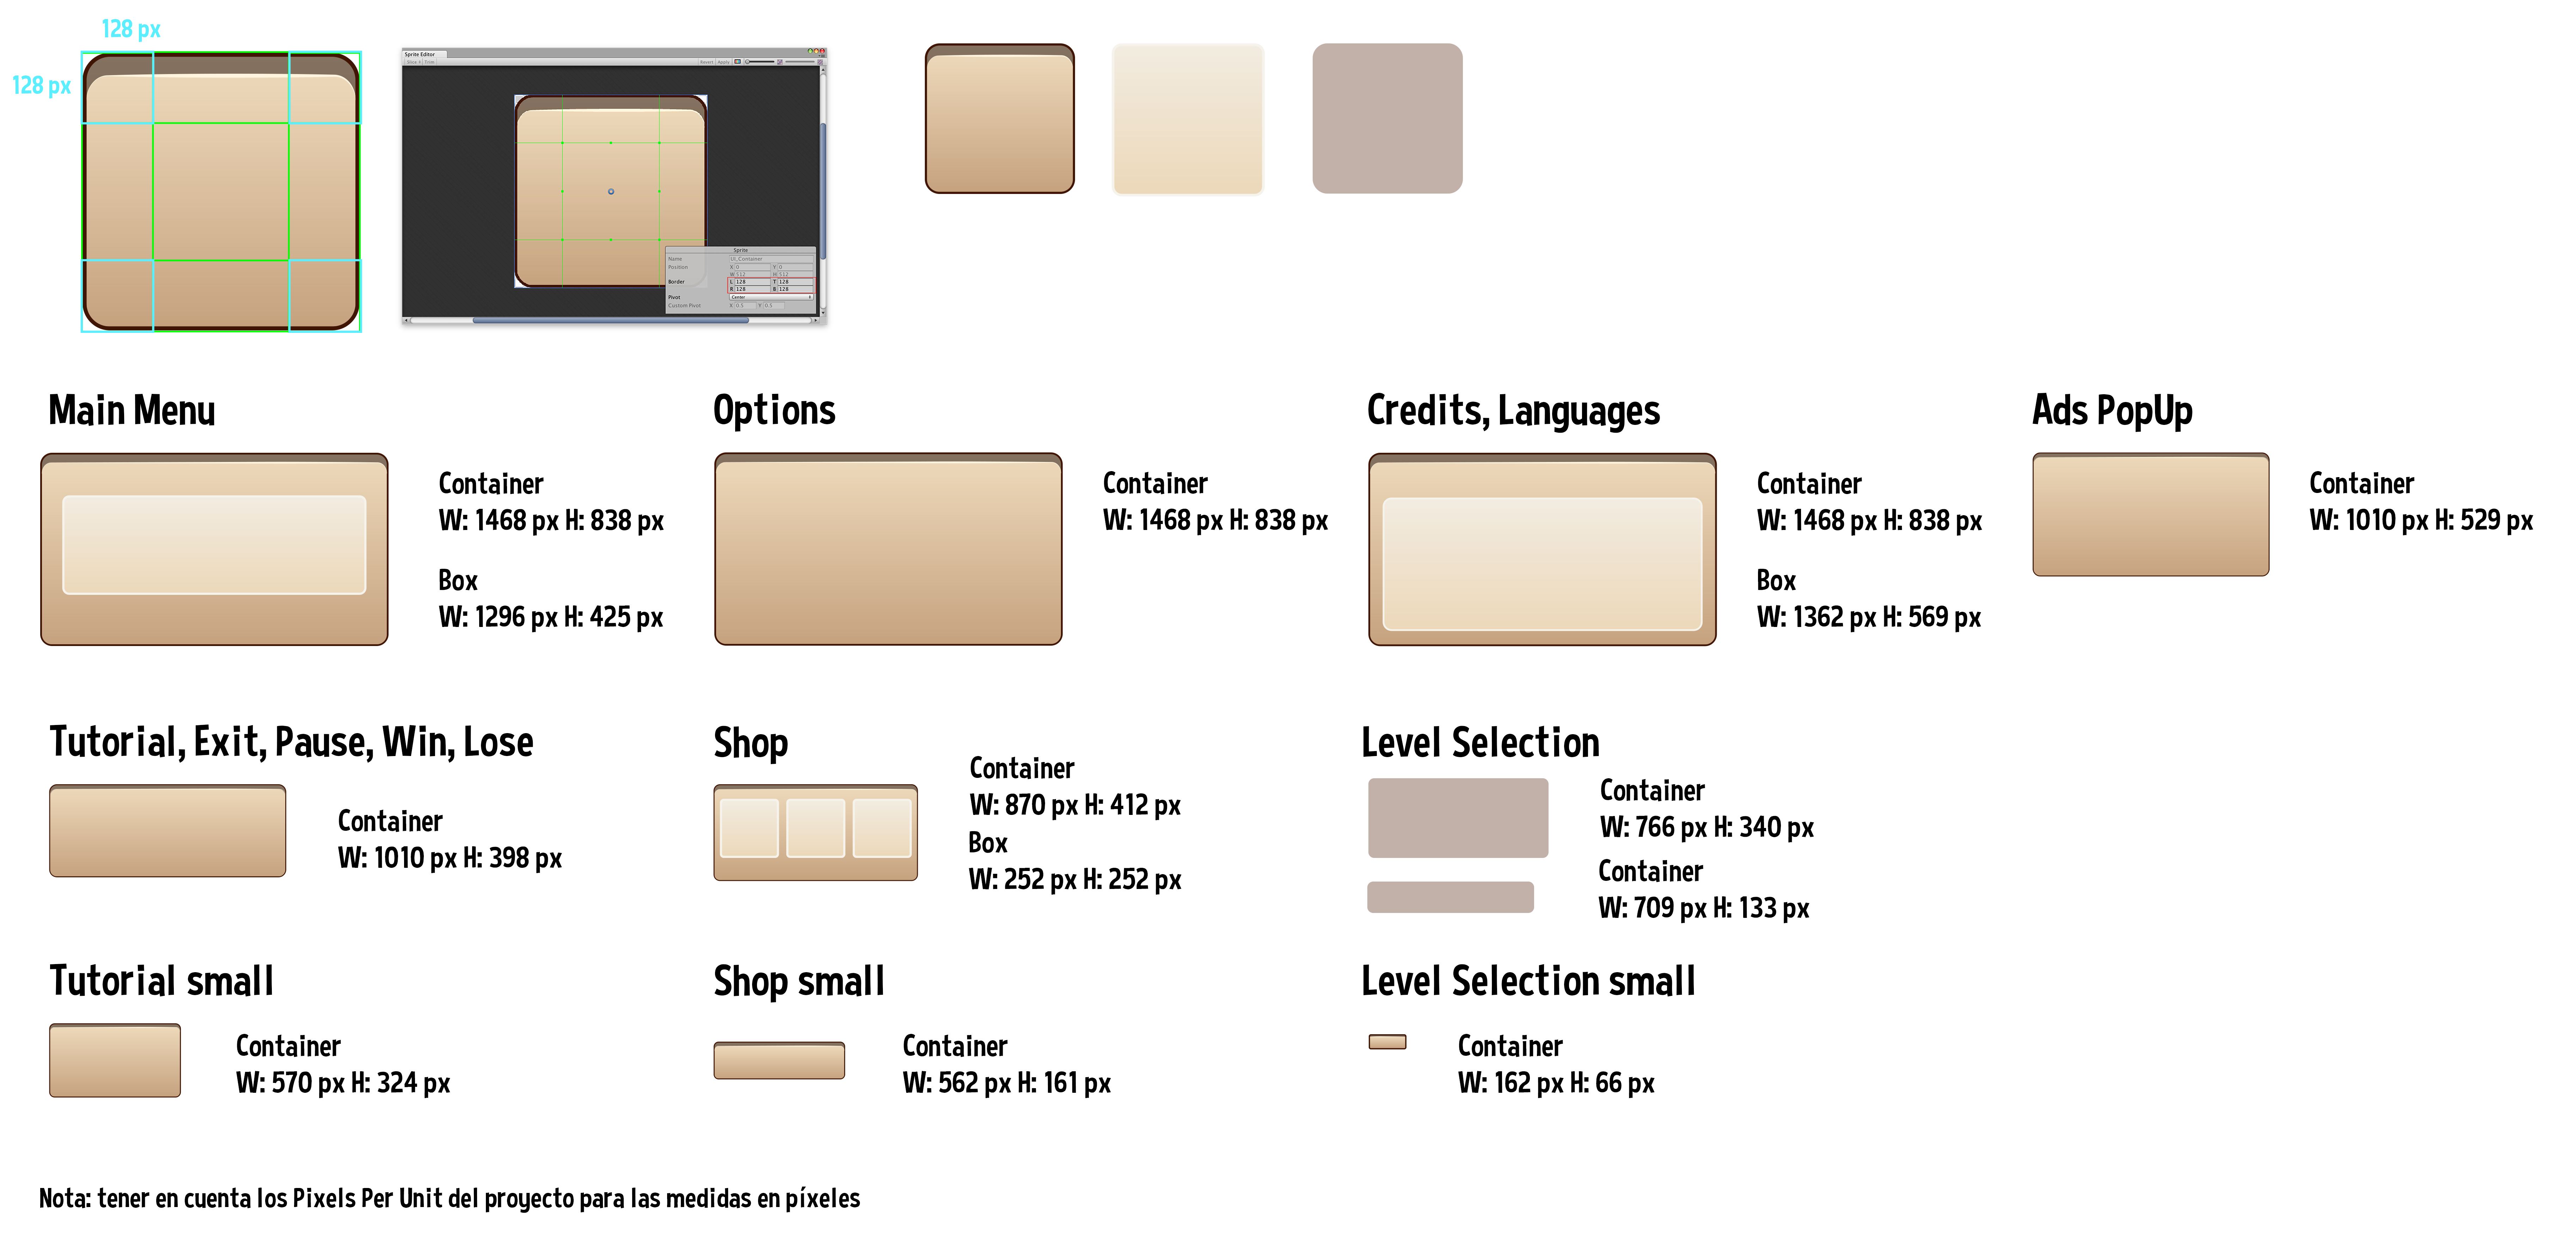 128 px
128 px
Sprite Editor
Slice Trim
Revert Apply
Sprite
Name UI_Container
Position X 0 Y 0
W 512 H 512
Border L 128 T 128
R 128 B 128
Pivot Center
Custom Pivot X 0.5 Y 0.5
Main Menu
Container
W: 1468 px H: 838 px
Box
W: 1296 px H: 425 px
Options
Container
W: 1468 px H: 838 px
Credits, Languages
Container
W: 1468 px H: 838 px
Box
W: 1362 px H: 569 px
Ads PopUp
Container
W: 1010 px H: 529 px
Tutorial, Exit, Pause, Win, Lose
Container
W: 1010 px H: 398 px
Shop
Container
W: 870 px H: 412 px
Box
W: 252 px H: 252 px
Level Selection
Container
W: 766 px H: 340 px
Container
W: 709 px H: 133 px
Tutorial small
Container
W: 570 px H: 324 px
Shop small
Container
W: 562 px H: 161 px
Level Selection small
Container
W: 162 px H: 66 px
Nota: tener en cuenta los Pixels Per Unit del proyecto para las medidas en píxeles